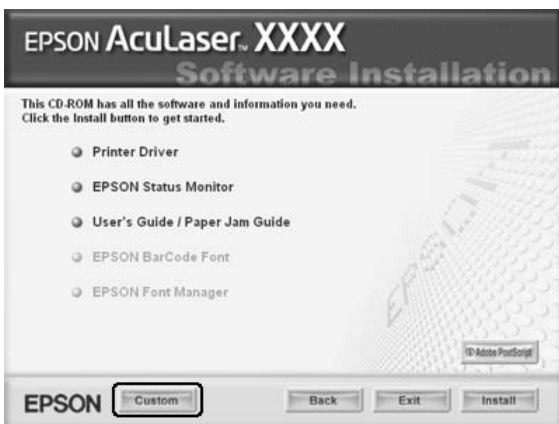 EPSON AcuLaser™ XXXX
Software Installation
This CD-ROM has all the software and information you need.
Click the Install button to get started.
Printer Driver
EPSON Status Monitor
User's Guide / Paper Jam Guide
EPSON BarCode Font
EPSON Font Manager
EPSON
Adobe PostScript
EPSON
Custom
Back
Exit
Install